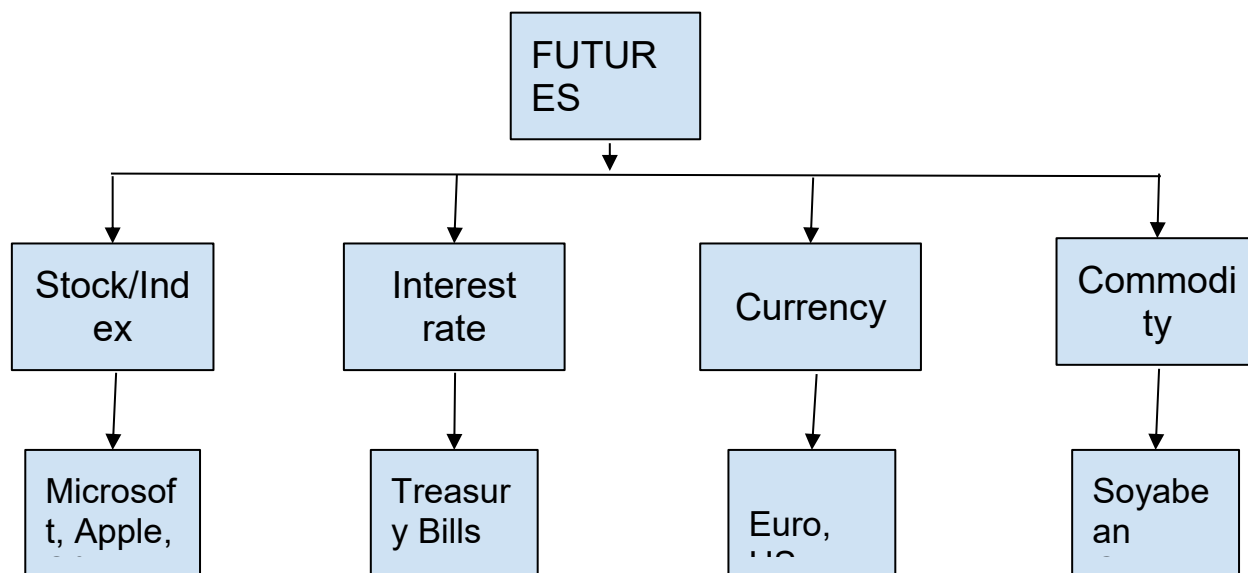 FUTUR
ES
Stock/Ind
ex
Interest
rate
Currency
Commodi
ty
Microsof
t, Apple,
Treasur
y Bills
Euro,
Soyabe
an